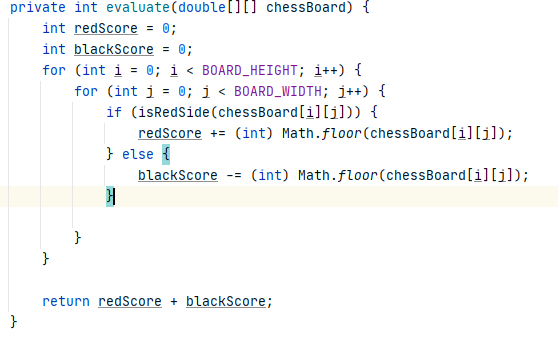 private int evaluate(double[][] chessBoard) {
    int redScore = 0;
    int blackScore = 0;
    for (int i = 0; i < BOARD_HEIGHT; i++) {
        for (int j = 0; j < BOARD_WIDTH; j++) {
            if (isRedSide(chessBoard[i][j])) {
                redScore += (int) Math.floor(chessBoard[i][j]);
            } else {
                blackScore -= (int) Math.floor(chessBoard[i][j]);
            }
        }
    }
    return redScore + blackScore;
}